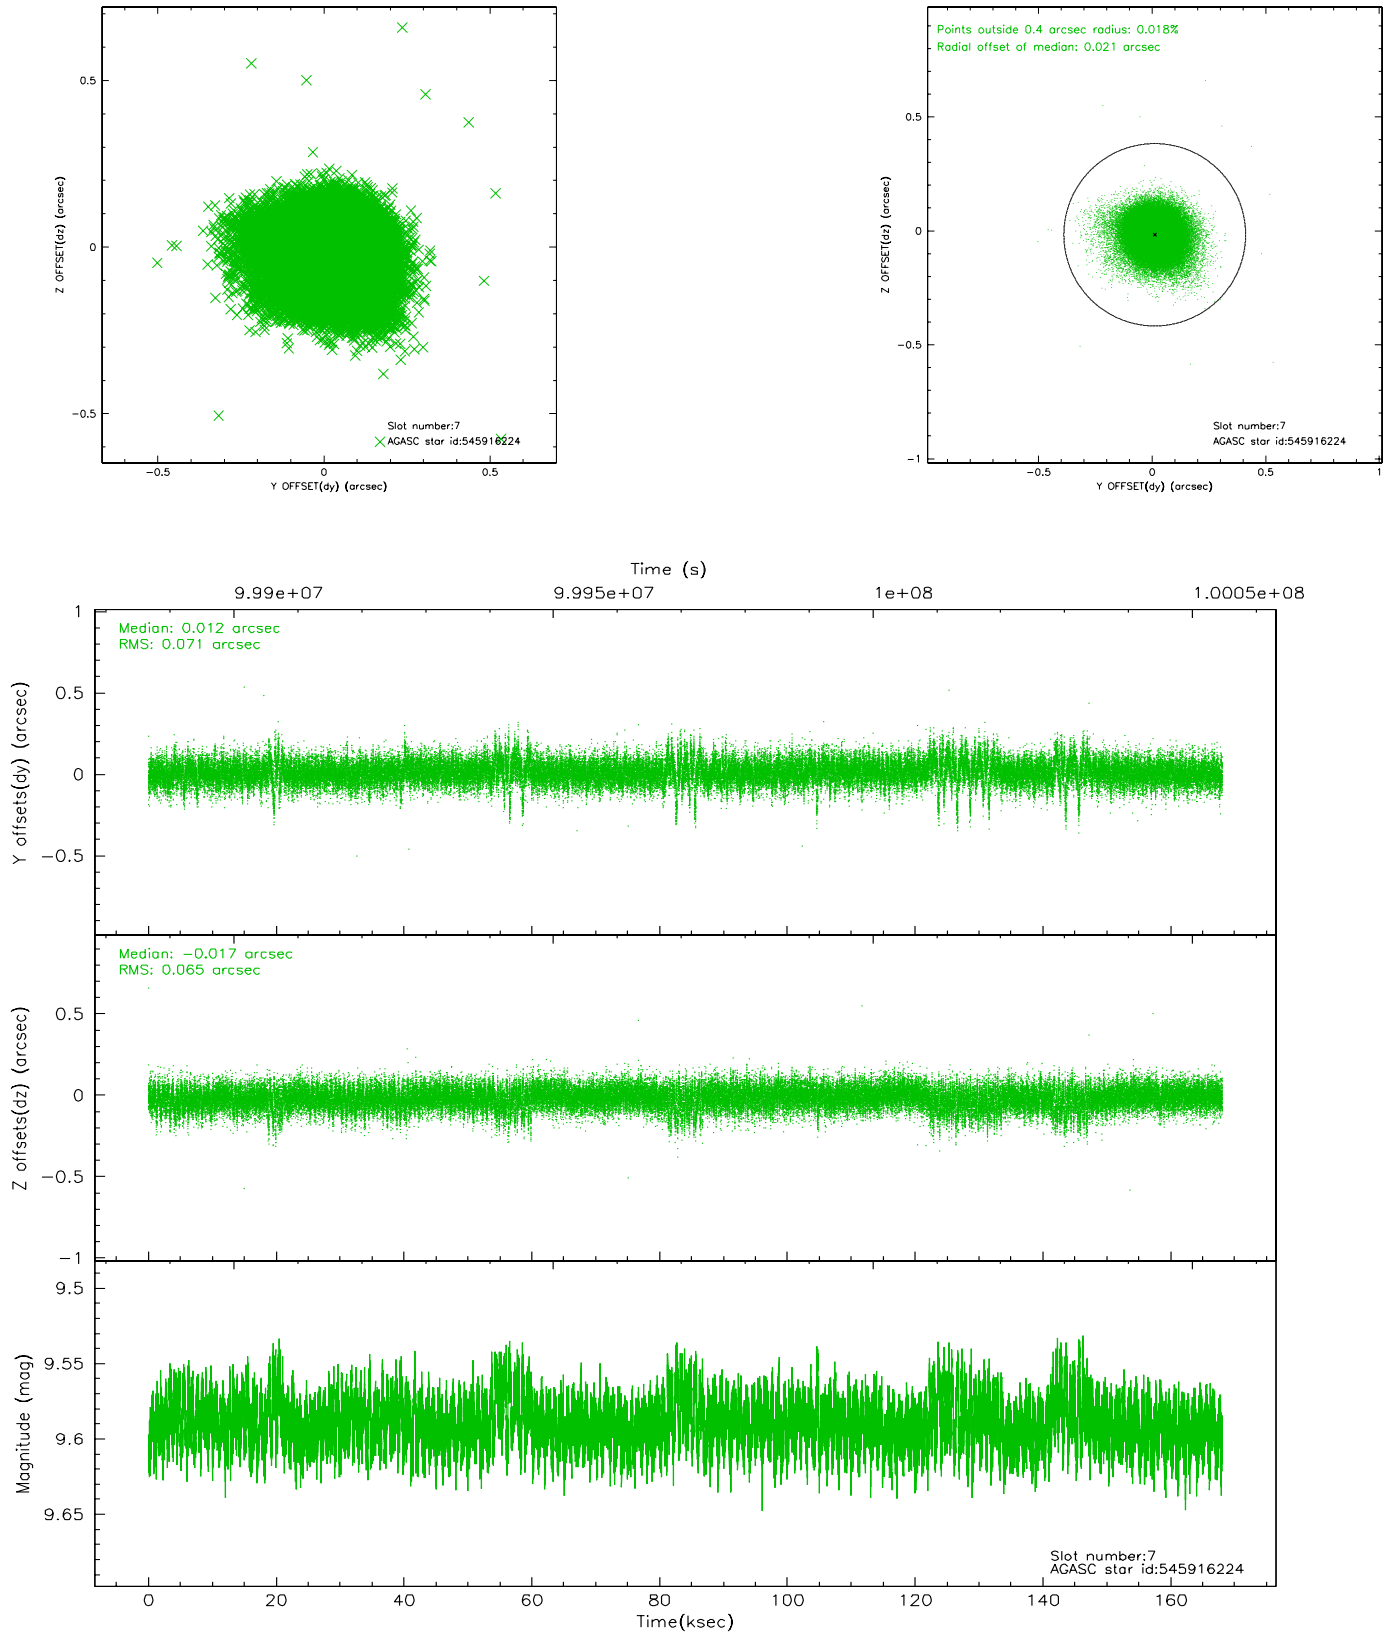 0.5
0
−0.5
Z OFFSET(dz) (arcsec)
−0.5
0
0.5
Y OFFSET(dy) (arcsec)
Slot number:7
AGASC star id:545916224
Points outside 0.4 arcsec radius: 0.018%
Radial offset of median: 0.021 arcsec
0.5
0
−0.5
−1
Z OFFSET(dz) (arcsec)
−0.5
0
0.5
1
Y OFFSET(dy) (arcsec)
Slot number:7
AGASC star id:545916224
Time (s)
9.99e+07
9.995e+07
1e+08
1.0005e+08
Median: 0.012 arcsec
RMS: 0.071 arcsec
1
0.5
0
−0.5
Y offsets(dy) (arcsec)
Median: −0.017 arcsec
RMS: 0.065 arcsec
0.5
0
−0.5
−1
Z offsets(dz) (arcsec)
9.5
9.55
9.6
9.65
Magnitude (mag)
Slot number:7
AGASC star id:545916224
0
20
40
60
80
100
120
140
160
Time(ksec)